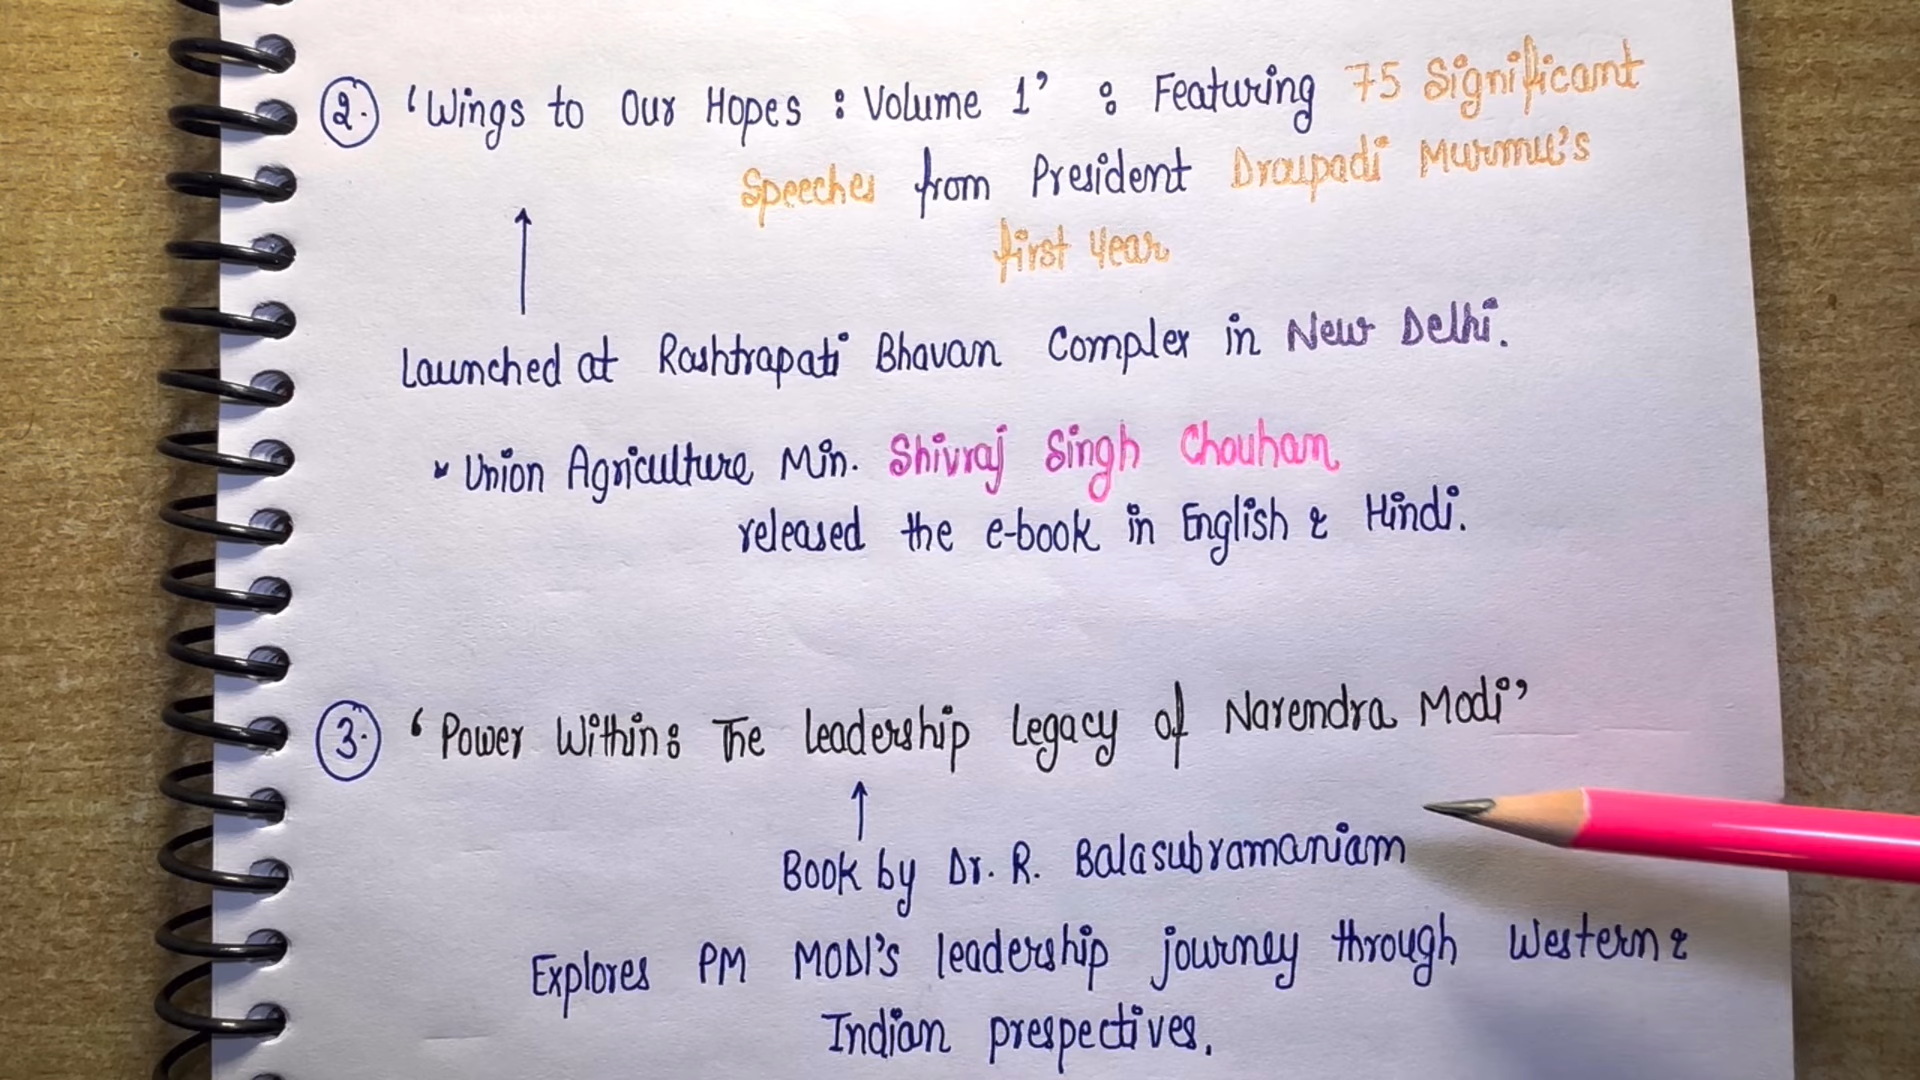 2. 'Wings to Our Hopes : Volume 1' : Featuring 75 Significant
Speeches from President Draupadi Murmu's
first year
Launched at Rashtrapati Bhavan Complex in New Delhi.
Union Agriculture Min. Shivraj Singh Chouhan
released the e-book in English & Hindi.
3. 'Power Within: The Leadership Legacy of Narendra Modi'
Book by Dr. R. Balasubramaniam
Explores PM MODI's leadership journey through Western &
Indian prespectives.